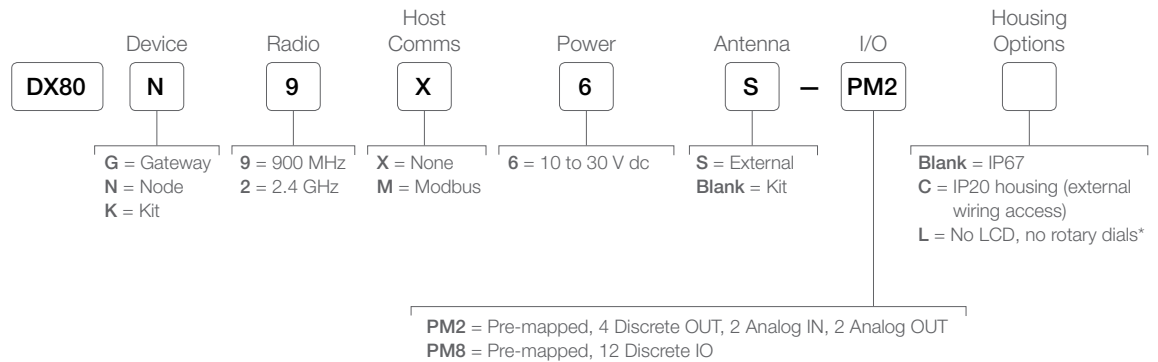 Device
Radio
Host
Comms
Power
Antenna
I/O
Housing
Options
DX80 N 9 X 6 S – PM2
G = Gateway
N = Node
K = Kit
9 = 900 MHz
2 = 2.4 GHz
X = None
M = Modbus
6 = 10 to 30 V dc
S = External
Blank = Kit
Blank = IP67
C = IP20 housing (external
wiring access)
L = No LCD, no rotary dials*
PM2 = Pre-mapped, 4 Discrete OUT, 2 Analog IN, 2 Analog OUT
PM8 = Pre-mapped, 12 Discrete IO